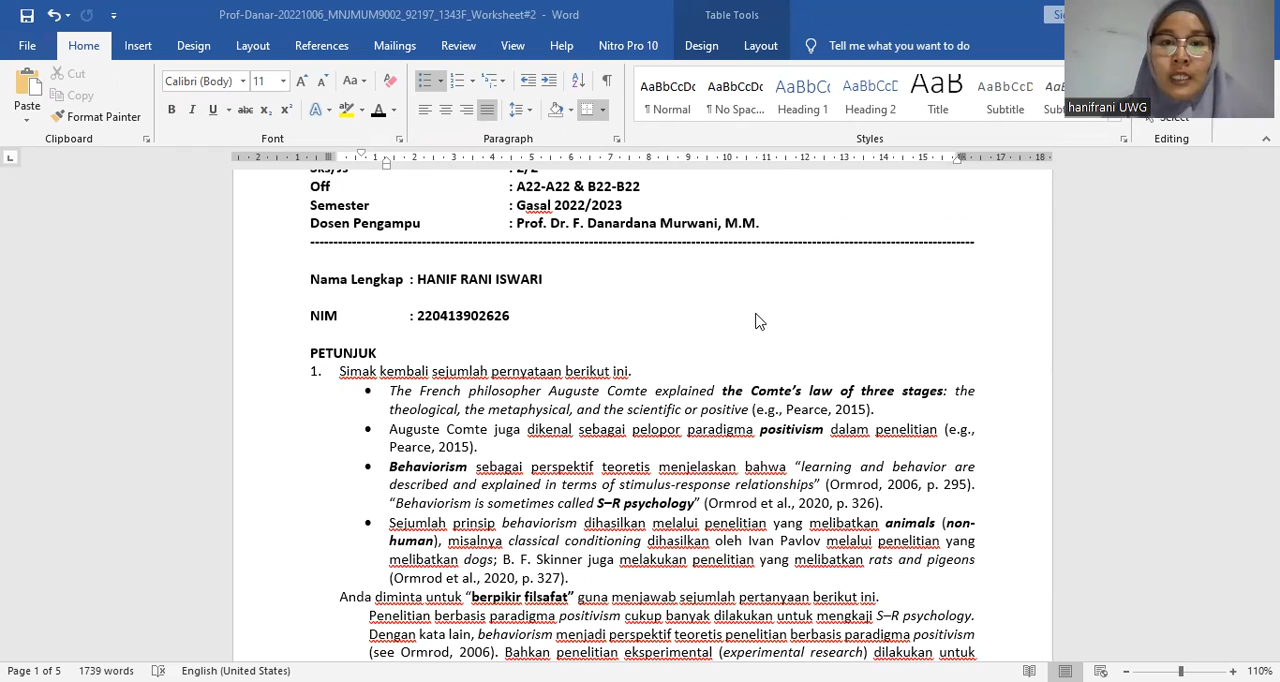 Prof-Danar-20221006_MNJMUM9002_92197_1343F_Worksheet#2 - Word
Table Tools
File Home Insert Design Layout References Mailings Review View Help Nitro Pro 10 Design Layout Tell me what you want to do
Paste
Cut
Copy
Format Painter
Calibri (Body) 11
AaBbCcDc AaBbCcDc AaBbCc AaBbCcD AaB AaBbCcD
¶ Normal ¶ No Spac... Heading 1 Heading 2 Title Subtitle
hanifrani UWG
Clipboard Font Paragraph Styles Editing
Off : A22-A22 & B22-B22
Semester : Gasal 2022/2023
Dosen Pengampu : Prof. Dr. F. Danardana Murwani, M.M.
Nama Lengkap : HANIF RANI ISWARI
NIM : 220413902626
PETUNJUK
1. Simak kembali sejumlah pernyataan berikut ini.
• The French philosopher Auguste Comte explained the Comte's law of three stages: the
theological, the metaphysical, and the scientific or positive (e.g., Pearce, 2015).
• Auguste Comte juga dikenal sebagai pelopor paradigma positivism dalam penelitian (e.g.,
Pearce, 2015).
• Behaviorism sebagai perspektif teoretis menjelaskan bahwa “learning and behavior are
described and explained in terms of stimulus-response relationships” (Ormrod, 2006, p. 295).
“Behaviorism is sometimes called S–R psychology” (Ormrod et al., 2020, p. 326).
• Sejumlah prinsip behaviorism dihasilkan melalui penelitian yang melibatkan animals (non-
human), misalnya classical conditioning dihasilkan oleh Ivan Pavlov melalui penelitian yang
melibatkan dogs; B. F. Skinner juga melakukan penelitian yang melibatkan rats and pigeons
(Ormrod et al., 2020, p. 327).
Anda diminta untuk “berpikir filsafat” guna menjawab sejumlah pertanyaan berikut ini.
Penelitian berbasis paradigma positivism cukup banyak dilakukan untuk mengkaji S–R psychology.
Dengan kata lain, behaviorism menjadi perspektif teoretis penelitian berbasis paradigma positivism
(see Ormrod, 2006). Bahkan penelitian eksperimental (experimental research) dilakukan untuk
Page 1 of 5 1739 words English (United States) 110%